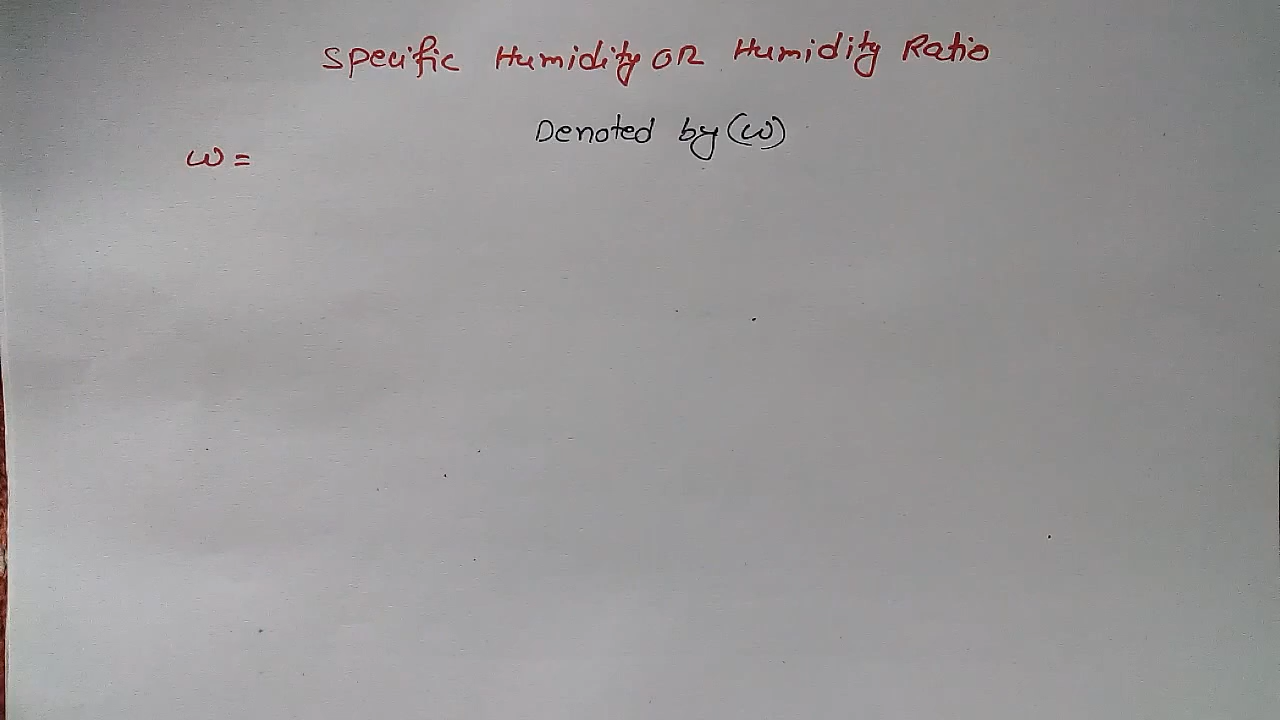 Specific Humidity OR Humidity Ratio
Denoted by (ω)
ω =